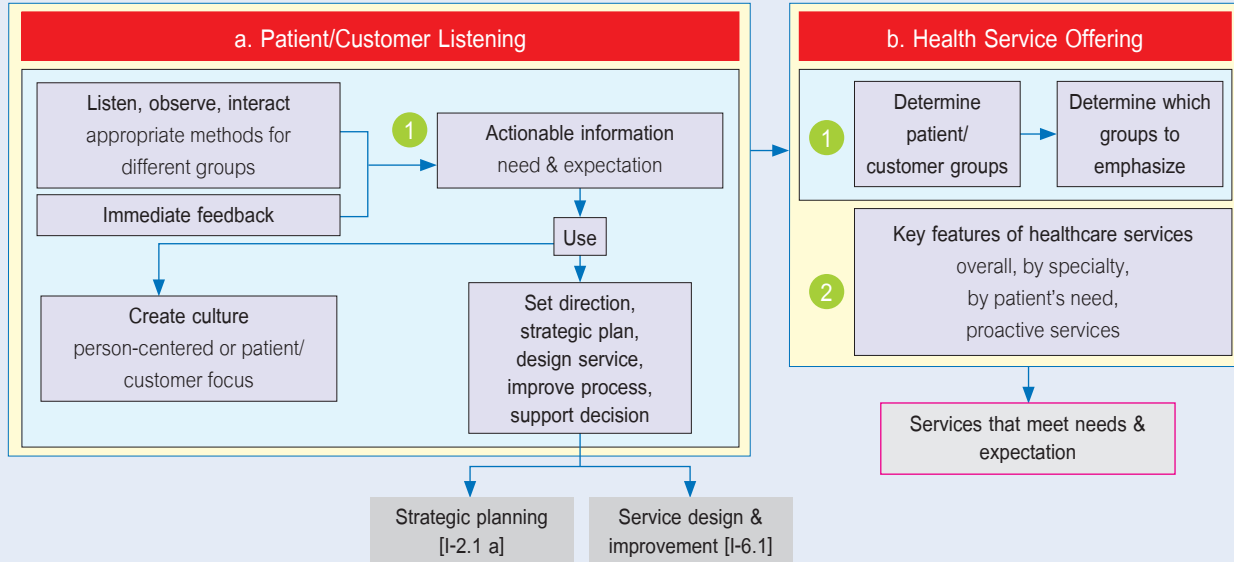 a. Patient/Customer Listening
Listen, observe, interact
appropriate methods for
different groups
Immediate feedback
1
Actionable information
need & expectation
Use
Create culture
person-centered or patient/
customer focus
Set direction,
strategic plan,
design service,
improve process,
support decision
Strategic planning
[I-2.1 a]
Service design &
improvement [I-6.1]
b. Health Service Offering
1
Determine
patient/
customer groups
Determine which
groups to
emphasize
2
Key features of healthcare services
overall, by specialty,
by patient’s need,
proactive services
Services that meet needs &
expectation